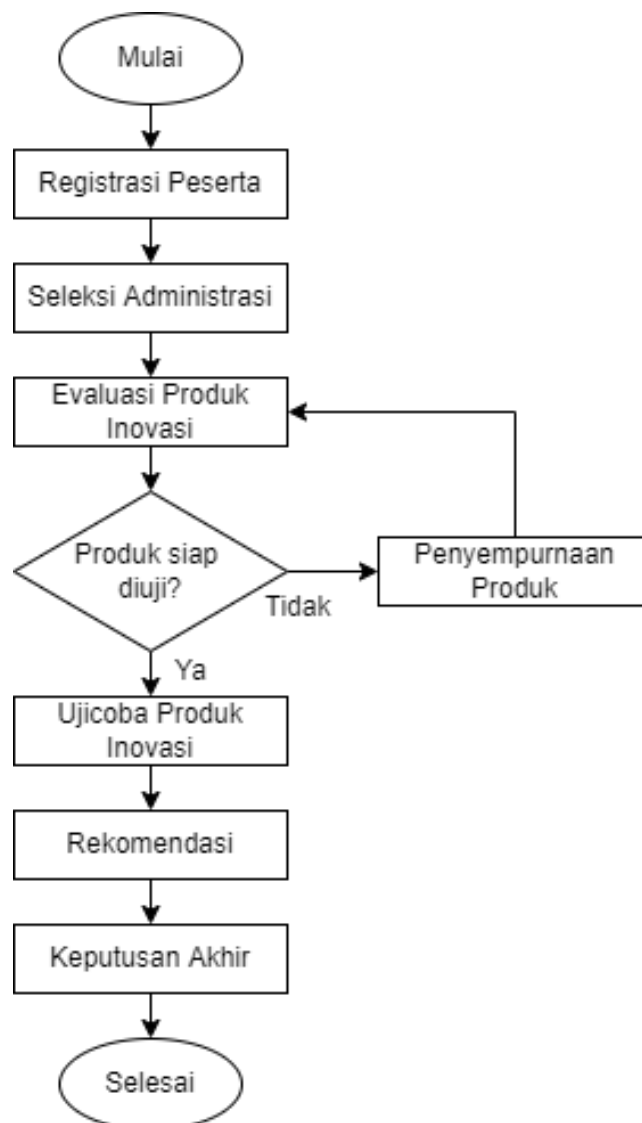 Mulai
Registrasi Peserta
Seleksi Administrasi
Evaluasi Produk
Inovasi
Produk siap
diuji?
Tidak
Penyempurnaan
Produk
Ya
Ujicoba Produk
Inovasi
Rekomendasi
Keputusan Akhir
Selesai